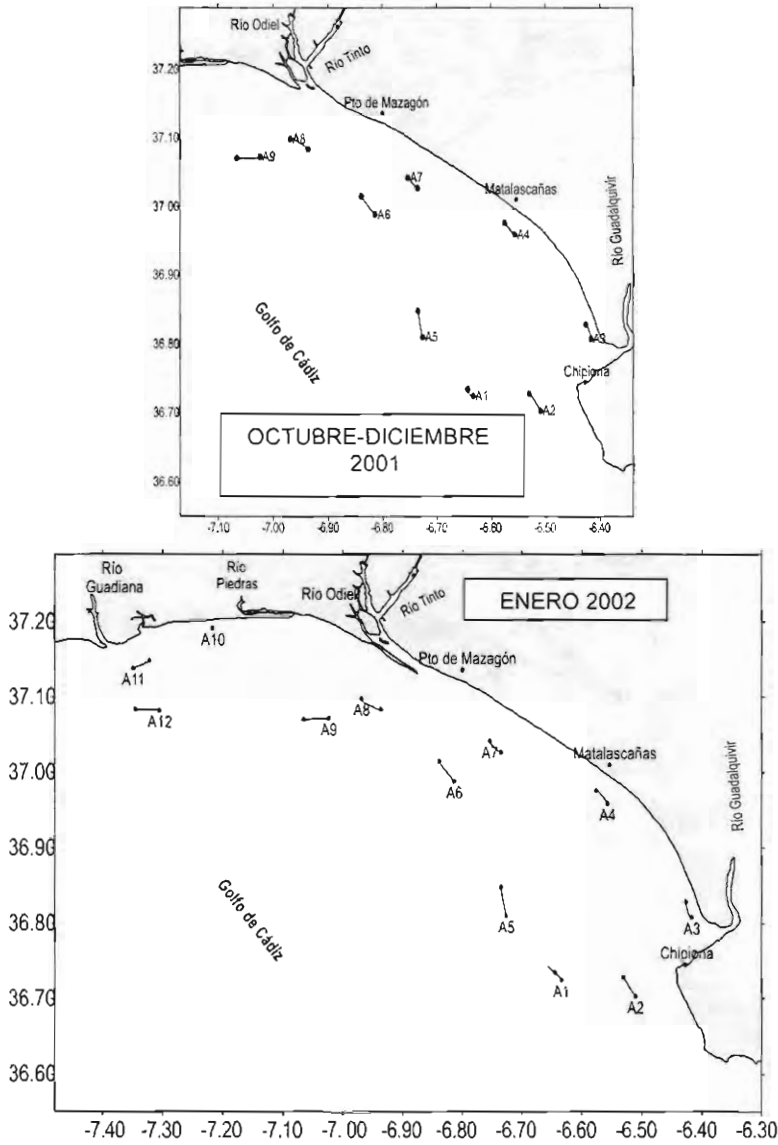 Río Odiel
Río Tinto
37.20
Pto de Mazagón
37.10
A8
A9
A7
Matalascañas
Río Guadalquivir
37.00
A6
A4
36.90
Golfo de Cádiz
A5
A3
36.80
Chipiona
A1
A2
36.70
OCTUBRE-DICIEMBRE
2001
36.60
-7.10 -7.00 -6.90 -6.80 -6.70 -6.60 -6.50 -6.40
Río
Guadiana
Río
Piedras
Río Odiel
Río Tinto
ENERO 2002
37.20
A10
Pto de Mazagón
A11
37.10
A12
A9
A8
A7
Matalascañas
Río Guadalquivir
37.00
A6
A4
36.90
Golfo de Cádiz
A5
A3
36.80
Chipiona
A1
A2
36.70
36.60
-7.40 -7.30 -7.20 -7.10 -7.00 -6.90 -6.80 -6.70 -6.60 -6.50 -6.40 -6.30